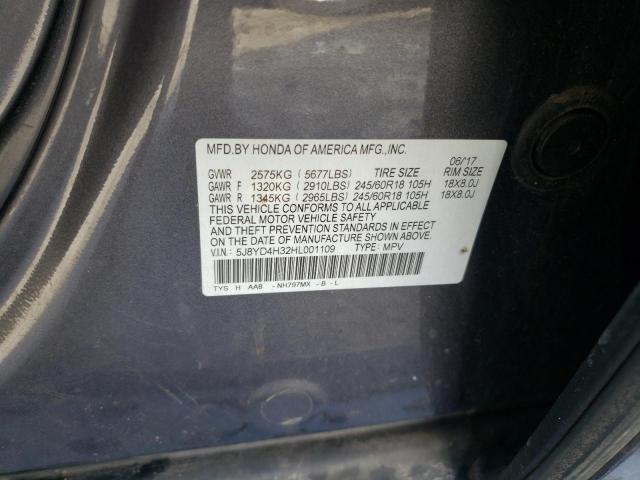 MFD.BY HONDA OF AMERICA MFG.,INC.
06/17
GVWR 2575KG (5677LBS) TIRE SIZE RIM SIZE
GAWR F 1320KG (2910LBS) 245/60R18 105H 18X8.0J
GAWR R 1345KG (2965LBS) 245/60R18 105H 18X8.0J
THIS VEHICLE CONFORMS TO ALL APPLICABLE
FEDERAL MOTOR VEHICLE SAFETY
AND THEFT PREVENTION STANDARDS IN EFFECT
ON THE DATE OF MANUFACTURE SHOWN ABOVE.
V.I.N.: 5J8YD4H32HL001109 TYPE: MPV
TYS H AAB - NH797MX - B - L